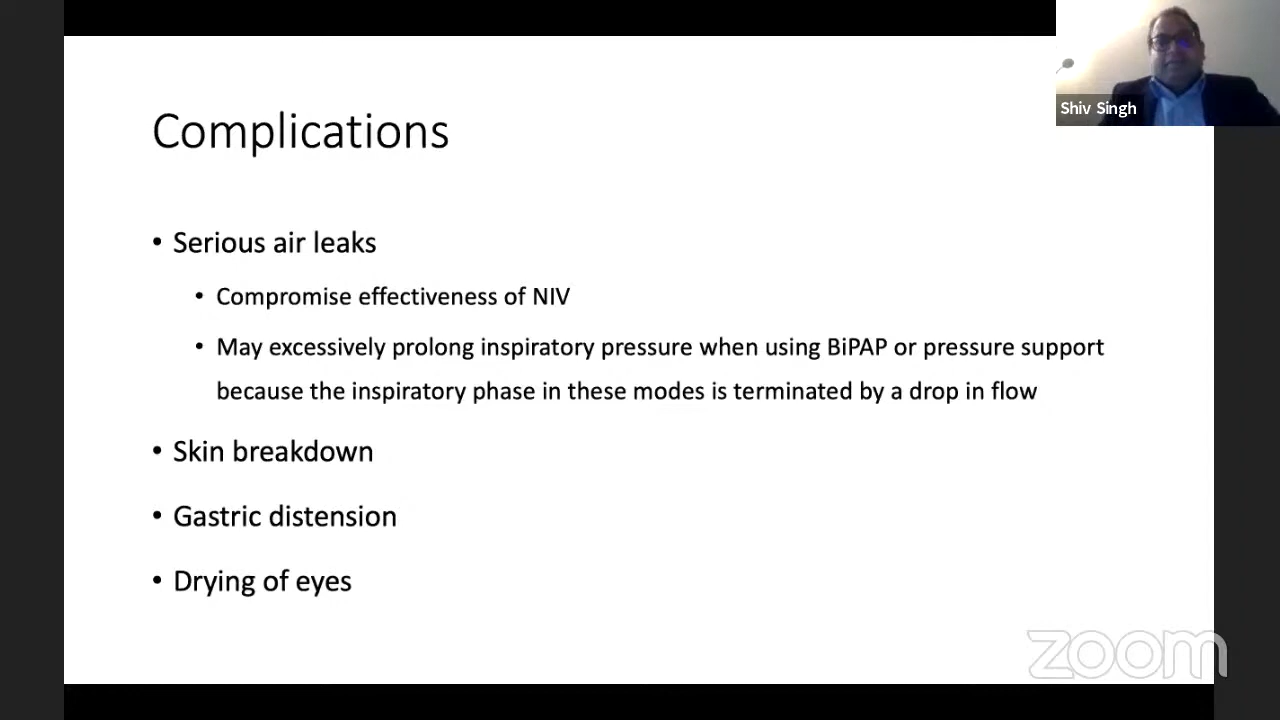 Shiv Singh
Complications
• Serious air leaks
• Compromise effectiveness of NIV
• May excessively prolong inspiratory pressure when using BiPAP or pressure support
because the inspiratory phase in these modes is terminated by a drop in flow
• Skin breakdown
• Gastric distension
• Drying of eyes
zoom